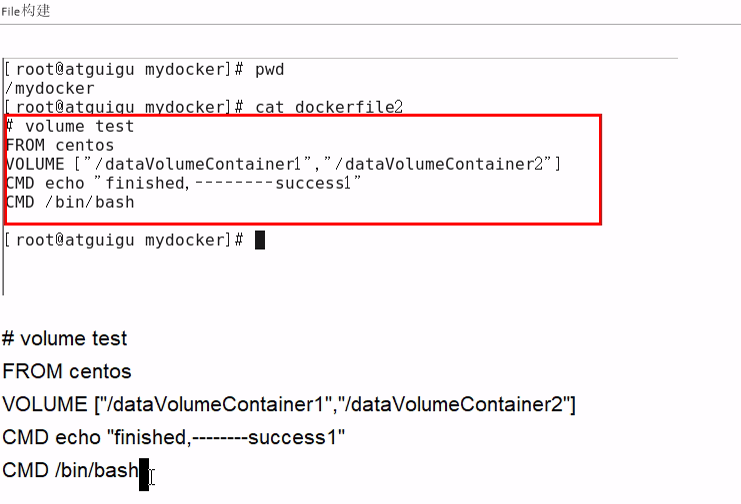 File构建
[root@atguigu mydocker]# pwd
/mydocker
[root@atguigu mydocker]# cat dockerfile2
# volume test
FROM centos
VOLUME ["/dataVolumeContainer1","/dataVolumeContainer2"]
CMD echo "finished,--------success1"
CMD /bin/bash
[root@atguigu mydocker]#
# volume test
FROM centos
VOLUME ["/dataVolumeContainer1","/dataVolumeContainer2"]
CMD echo "finished,--------success1"
CMD /bin/bash